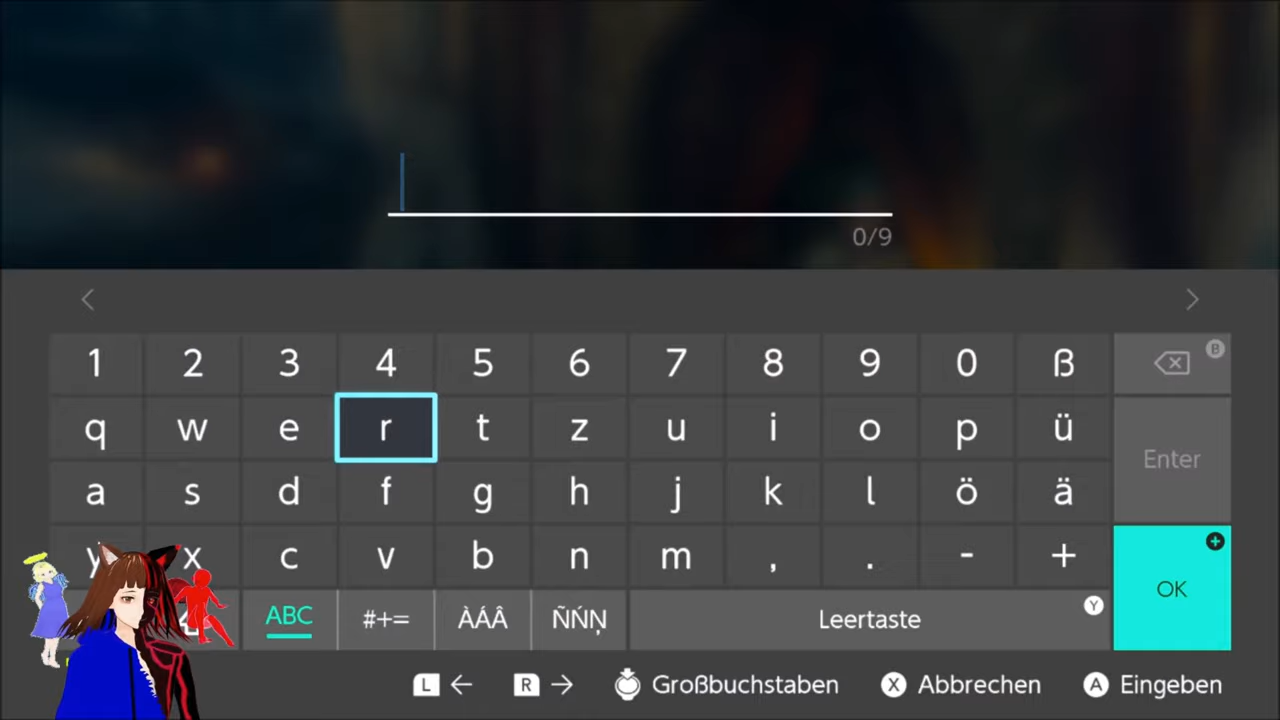 0/9
1 2 3 4 5 6 7 8 9 0 ß
q w e r t z u i o p ü
Enter
a s d f g h j k l ö ä
y x c v b n m , . - +
OK
ABC #+= ÀÁÂ ÑŃŅ Leertaste Y
L ← R → Großbuchstaben X Abbrechen A Eingeben